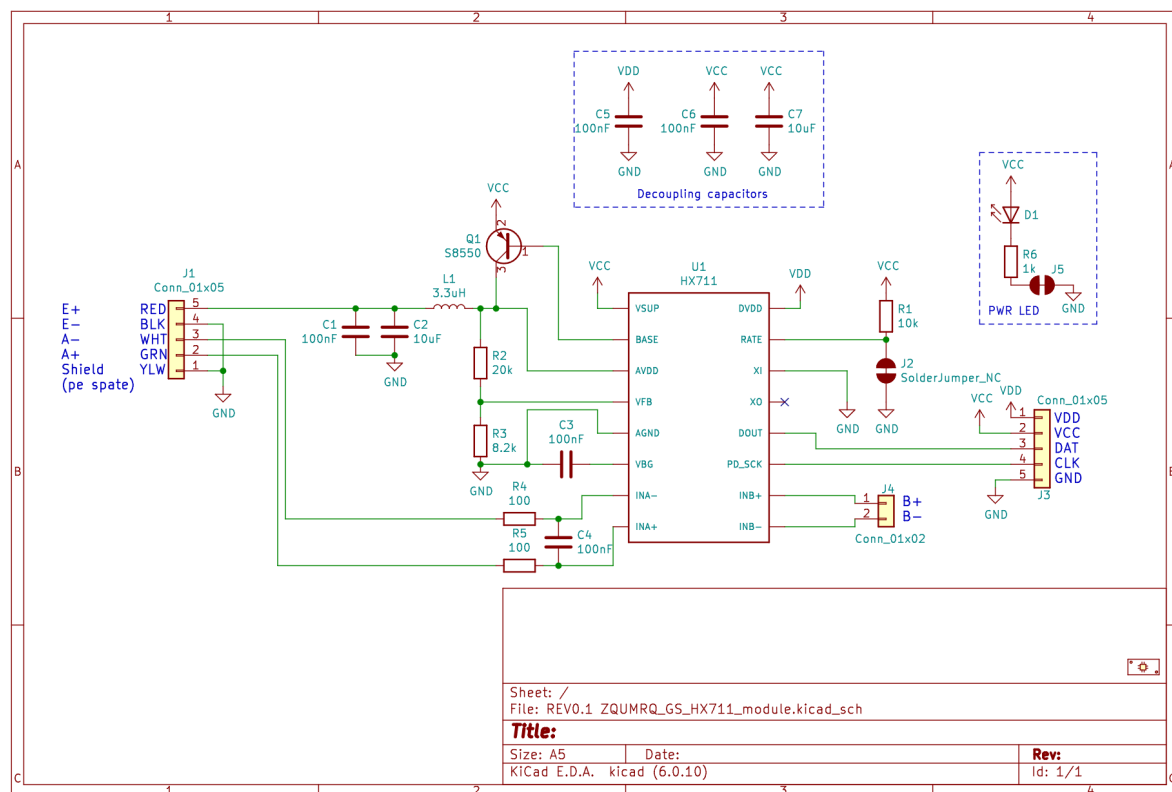 1 2 3 4
A
B
C
A
B
C
1 2 3 4
VDD VCC VCC
C5 100nF
C6 100nF
C7 10uF
GND GND GND
Decoupling capacitors
VCC
D1
R6 1k
J5
GND
PWR LED
VCC
2
Q1
S8550
1
3
J1
Conn_01x05
E+ RED 5
E- BLK 4
A- WHT 3
A+ GRN 2
Shield YLW 1
(pe spate)
GND
L1
3.3uH
C1 100nF
C2 10uF
GND
R2 20k
R3 8.2k
GND
C3
100nF
R4
100
R5
100
C4 100nF
VCC
U1
HX711
VDD
VSUP DVDD
BASE RATE
AVDD XI
VFB XO
AGND DOUT
VBG PD_SCK
INA- INB+
INA+ INB-
VCC
R1 10k
J2
SolderJumper_NC
GND GND
Conn_01x05
VCC VDD
1 VDD
2 VCC
3 DAT
4 CLK
5 GND
J3
GND
J4
1 B+
2 B-
Conn_01x02
Sheet: /
File: REV0.1 ZQUMRQ_GS_HX711_module.kicad_sch
Title:
Size: A5 Date: Rev:
KiCad E.D.A. kicad (6.0.10) Id: 1/1